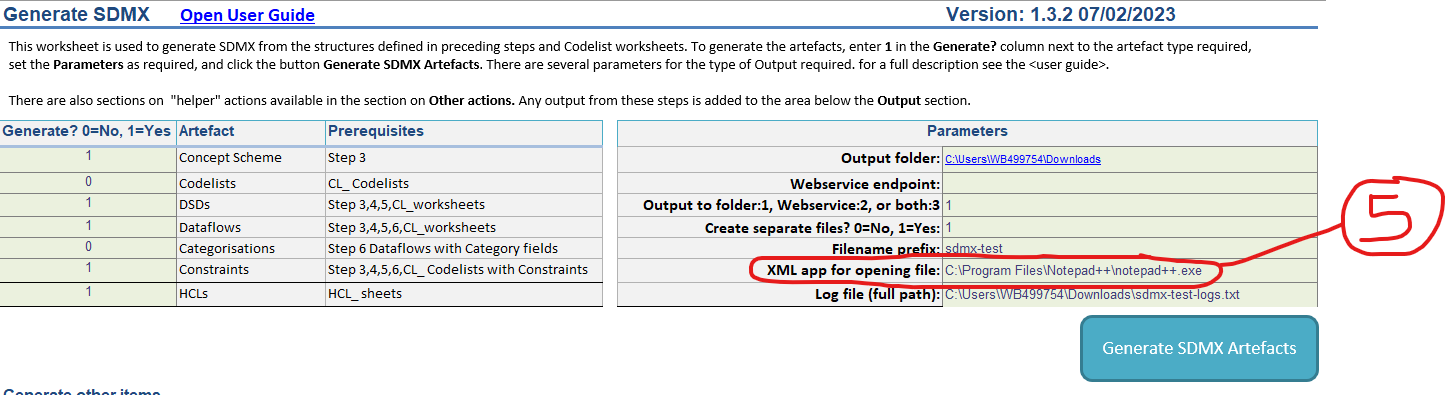 Generate SDMX Open User Guide Version: 1.3.2 07/02/2023
This worksheet is used to generate SDMX from the structures defined in preceding steps and Codelist worksheets. To generate the artefacts, enter 1 in the Generate? column next to the artefact type required,
set the Parameters as required, and click the button Generate SDMX Artefacts. There are several parameters for the type of Output required. for a full description see the <user guide>.
There are also sections on "helper" actions available in the section on Other actions. Any output from these steps is added to the area below the Output section.
Generate? 0=No, 1=Yes Artefact Prerequisites
1 Concept Scheme Step 3
0 Codelists CL_ Codelists
1 DSDs Step 3,4,5,CL_worksheets
1 Dataflows Step 3,4,5,6,CL_worksheets
0 Categorisations Step 6 Dataflows with Category fields
1 Constraints Step 3,4,5,6,CL_ Codelists with Constraints
1 HCLs HCL_ sheets
Parameters
Output folder: C:\Users\WB499754\Downloads
Webservice endpoint:
Output to folder:1, Webservice:2, or both:3 1
Create separate files? 0=No, 1=Yes: 1
Filename prefix: sdmx-test
XML app for opening file: C:\Program Files\Notepad++\notepad++.exe
Log file (full path): C:\Users\WB499754\Downloads\sdmx-test-logs.txt
5
Generate SDMX Artefacts
Generate other items